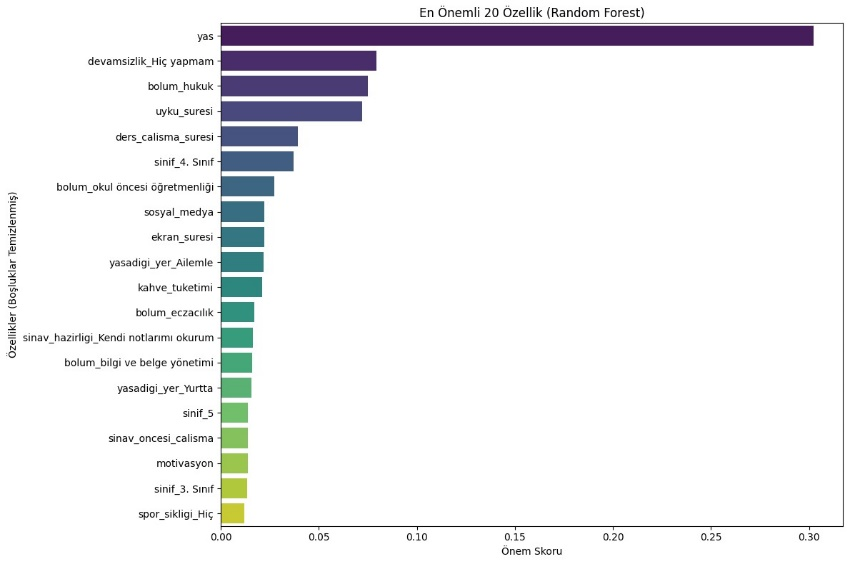 En Önemli 20 Özellik (Random Forest)
Özellikler (Boşluklar Temizlenmiş)
yas
devamsizlik_Hiç yapmam
bolum_hukuk
uyku_suresi
ders_calisma_suresi
sinif_4. Sınıf
bolum_okul öncesi öğretmenliği
sosyal_medya
ekran_suresi
yasadigi_yer_Ailemle
kahve_tuketimi
bolum_eczacılık
sinav_hazirligi_Kendi notlarımı okurum
bolum_bilgi ve belge yönetimi
yasadigi_yer_Yurtta
sinif_5
sinav_oncesi_calisma
motivasyon
sinif_3. Sınıf
spor_sikligi_Hiç
0.00 0.05 0.10 0.15 0.20 0.25 0.30
Önem Skoru